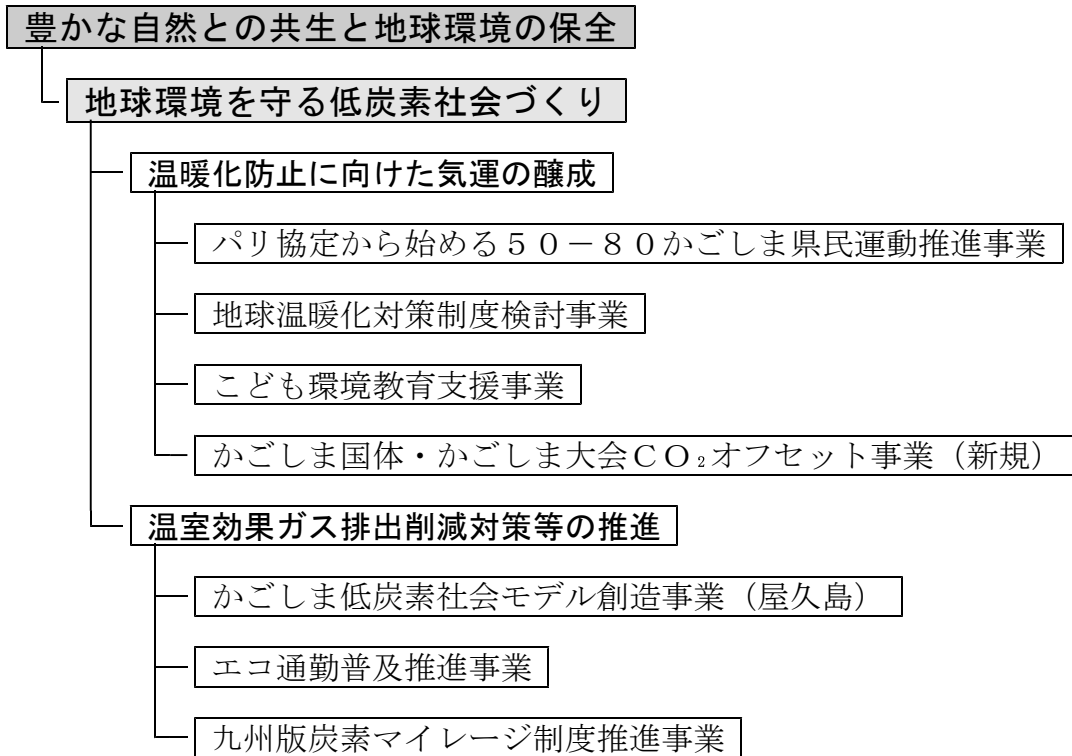 豊かな自然との共生と地球環境の保全
地球環境を守る低炭素社会づくり
温暖化防止に向けた気運の醸成
パリ協定から始める５０－８０かごしま県民運動推進事業
地球温暖化対策制度検討事業
こども環境教育支援事業
かごしま国体・かごしま大会ＣＯ₂オフセット事業（新規）
温室効果ガス排出削減対策等の推進
かごしま低炭素社会モデル創造事業（屋久島）
エコ通勤普及推進事業
九州版炭素マイレージ制度推進事業